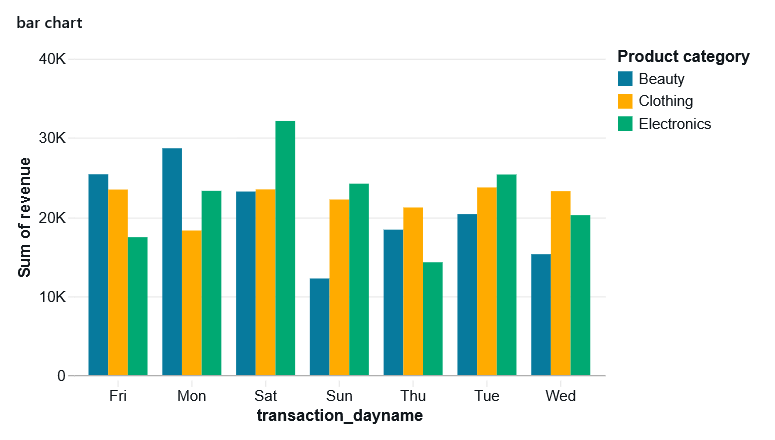 bar chart
Product category
Beauty
Clothing
Electronics
Sum of revenue
40K
30K
20K
10K
0
Fri Mon Sat Sun Thu Tue Wed
transaction_dayname